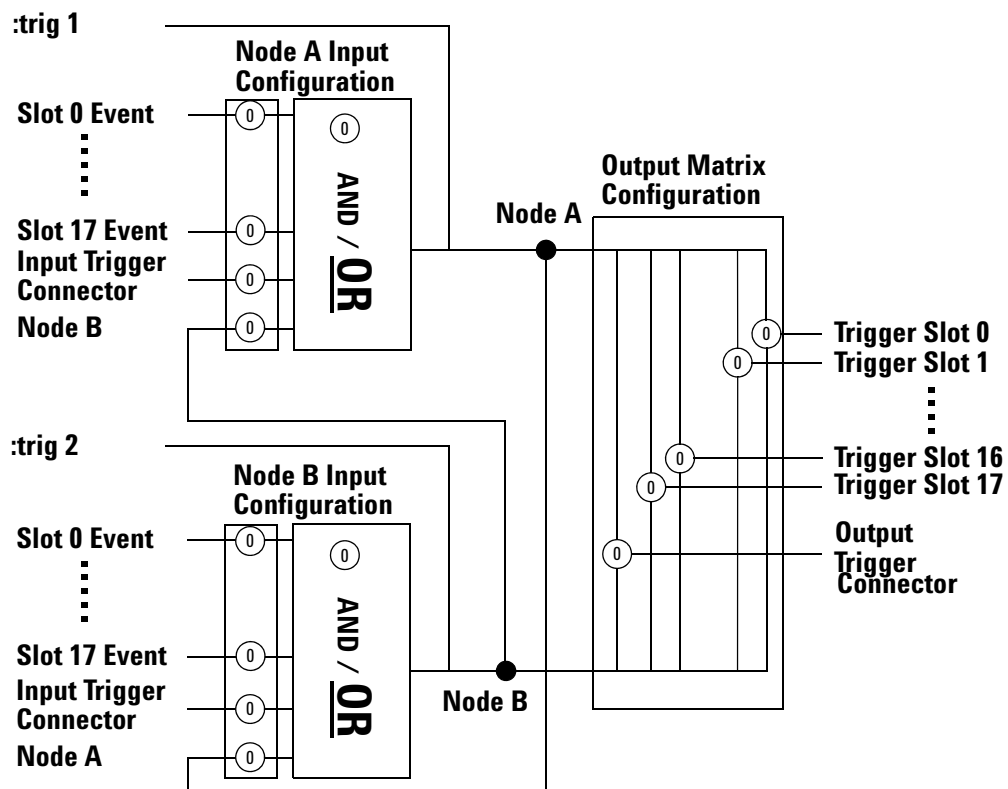 :trig 1
Node A Input
Configuration
Slot 0 Event
0
0
AND / OR
Slot 17 Event
0
Input Trigger
Connector
0
Node B
0
Node A
Output Matrix
Configuration
0
Trigger Slot 0
0
Trigger Slot 1
0
Trigger Slot 16
0
Trigger Slot 17
0
Output
Trigger
Connector
:trig 2
Node B Input
Configuration
Slot 0 Event
0
0
AND / OR
Slot 17 Event
0
Input Trigger
Connector
0
Node A
0
Node B